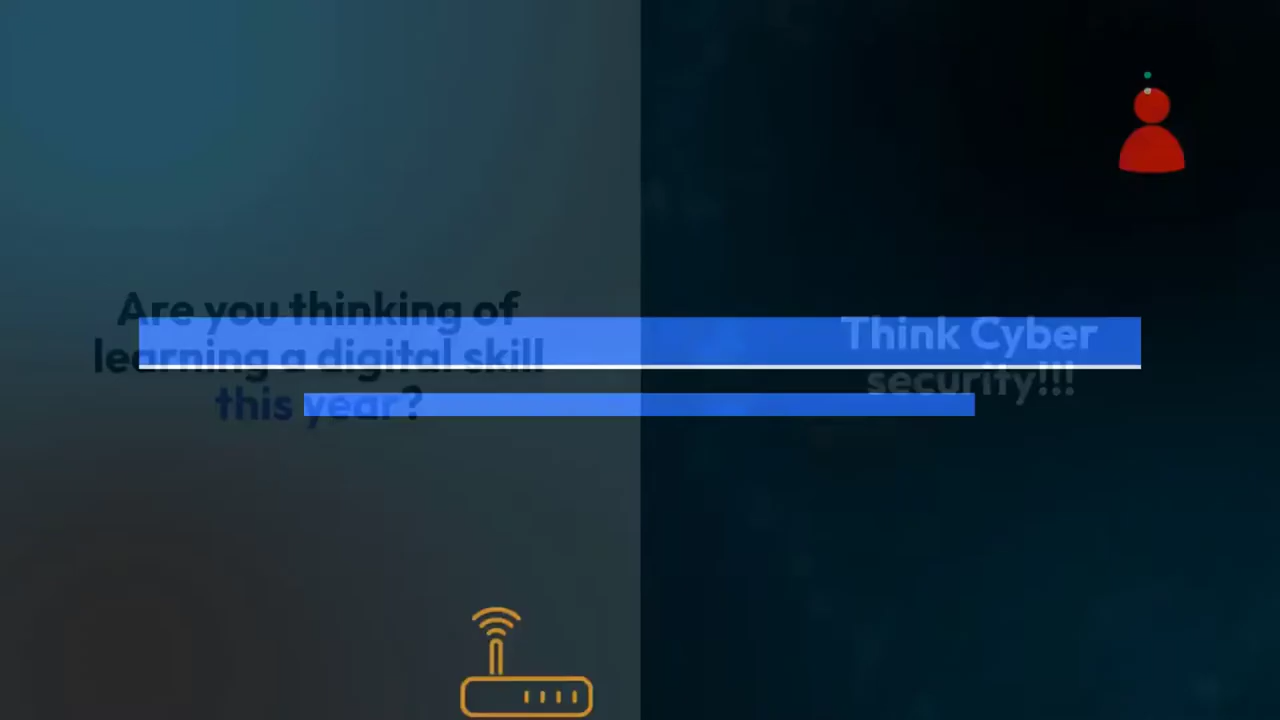 Are you thinking of
learning a digital skill
this year?
Think Cyber
security!!!